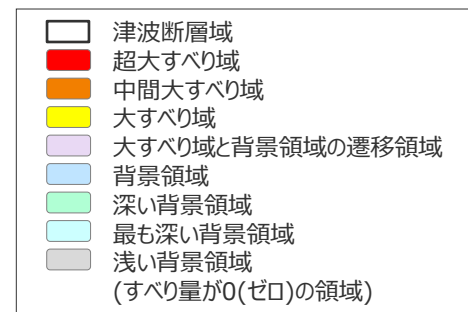 津波断層域
超大すべり域
中間大すべり域
大すべり域
大すべり域と背景領域の遷移領域
背景領域
深い背景領域
最も深い背景領域
浅い背景領域
(すべり量が0(ゼロ)の領域)